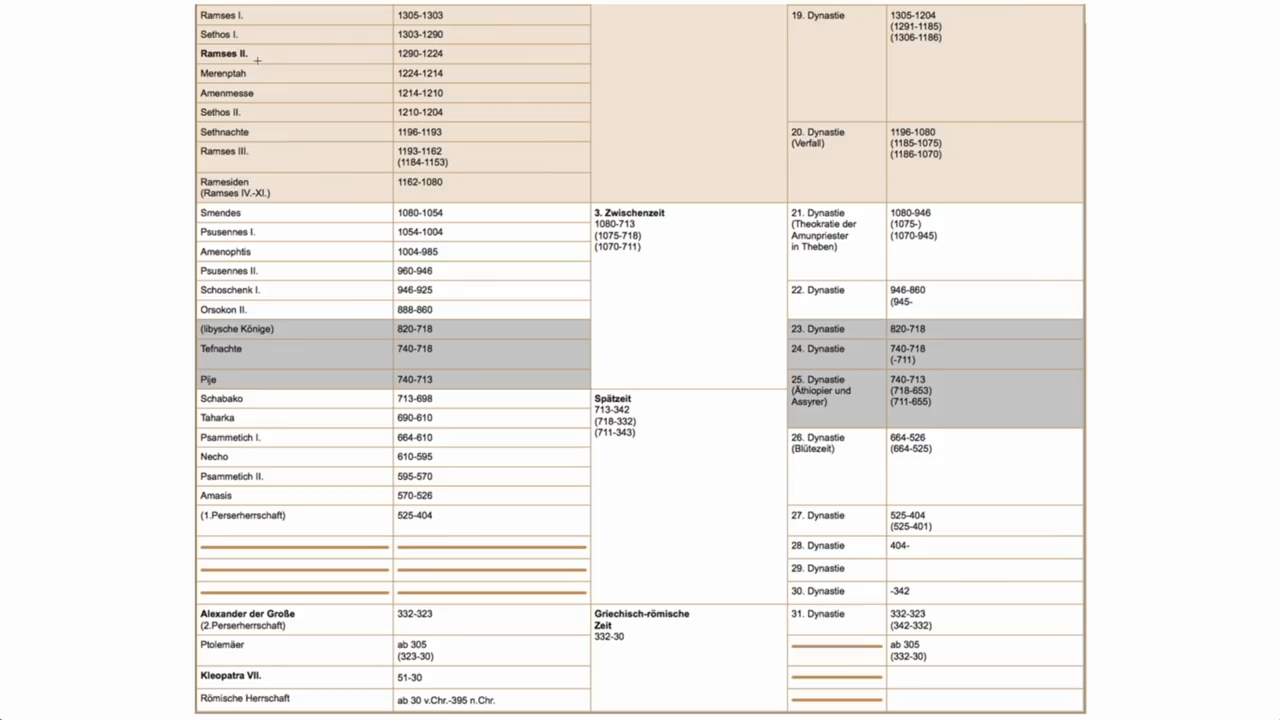 Ramses I. 1305-1303 19. Dynastie 1305-1204
(1291-1185)
(1306-1186)
Sethos I. 1303-1290
Ramses II. 1290-1224
Merenptah 1224-1214
Amenmesse 1214-1210
Sethos II. 1210-1204
Sethnachte 1196-1193 20. Dynastie 1196-1080
(Verfall) (1185-1075)
(1186-1070)
Ramses III. 1193-1162
(1184-1153)
Ramesiden 1162-1080
(Ramses IV.-XI.)
Smendes 1080-1054 3. Zwischenzeit 21. Dynastie 1080-946
1080-713 (Theokratie der (1075-)
(1075-718) Amunpriester (1070-945)
(1070-711) in Theben)
Psusennes I. 1054-1004
Amenophtis 1004-985
Psusennes II. 960-946
Schoschenk I. 946-925 22. Dynastie 946-860
(945-
Orsokon II. 888-860
(libysche Könige) 820-718 23. Dynastie 820-718
Tefnachte 740-718 24. Dynastie 740-718
(-711)
Pije 740-713 25. Dynastie 740-713
(Äthiopier und (718-653)
Assyrer) (711-655)
Schabako 713-698 Spätzeit
713-342
(718-332)
(711-343)
Taharka 690-610
Psammetich I. 664-610 26. Dynastie 664-526
(Blütezeit) (664-525)
Necho 610-595
Psammetich II. 595-570
Amasis 570-526
(1.Perserherrschaft) 525-404 27. Dynastie 525-404
(525-401)
28. Dynastie 404-
29. Dynastie
30. Dynastie -342
Alexander der Große 332-323 Griechisch-römische 31. Dynastie 332-323
(2.Perserherrschaft) Zeit (342-332)
332-30
Ptolemäer ab 305 ab 305
(323-30) (332-30)
Kleopatra VII. 51-30
Römische Herrschaft ab 30 v.Chr.-395 n.Chr.